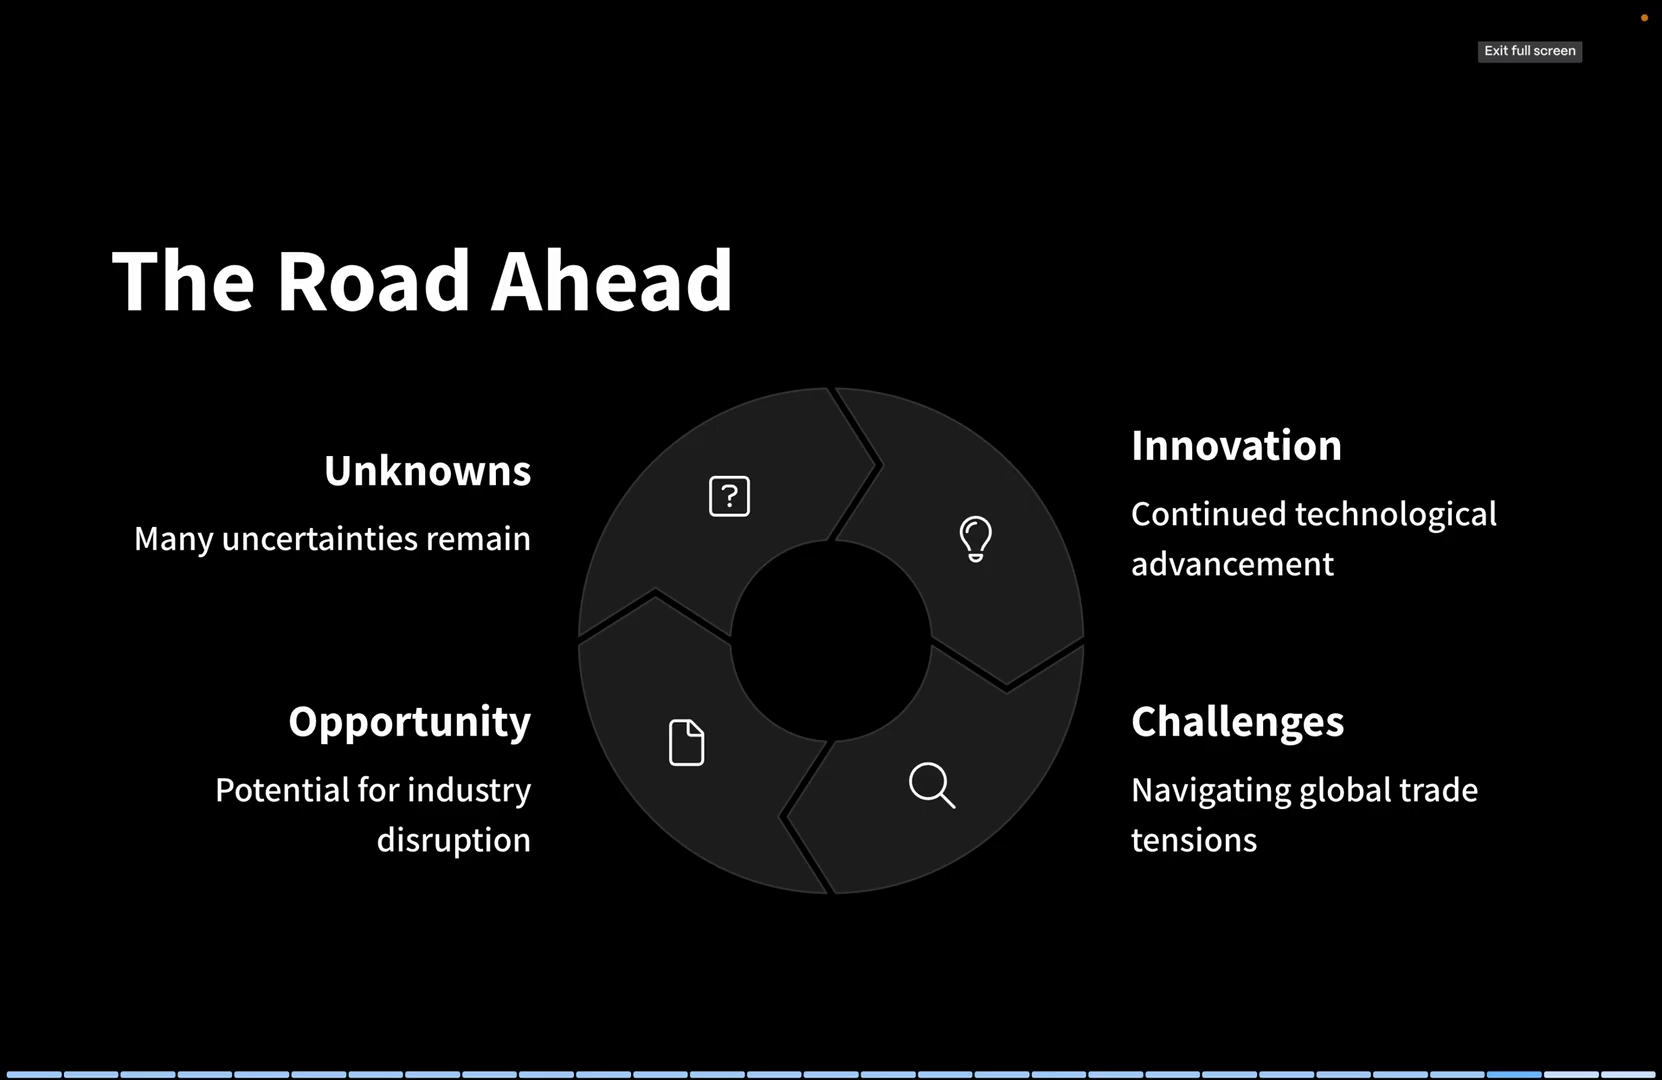 Exit full screen
The Road Ahead
Unknowns
Many uncertainties remain
Innovation
Continued technological
advancement
Opportunity
Potential for industry
disruption
Challenges
Navigating global trade
tensions
?